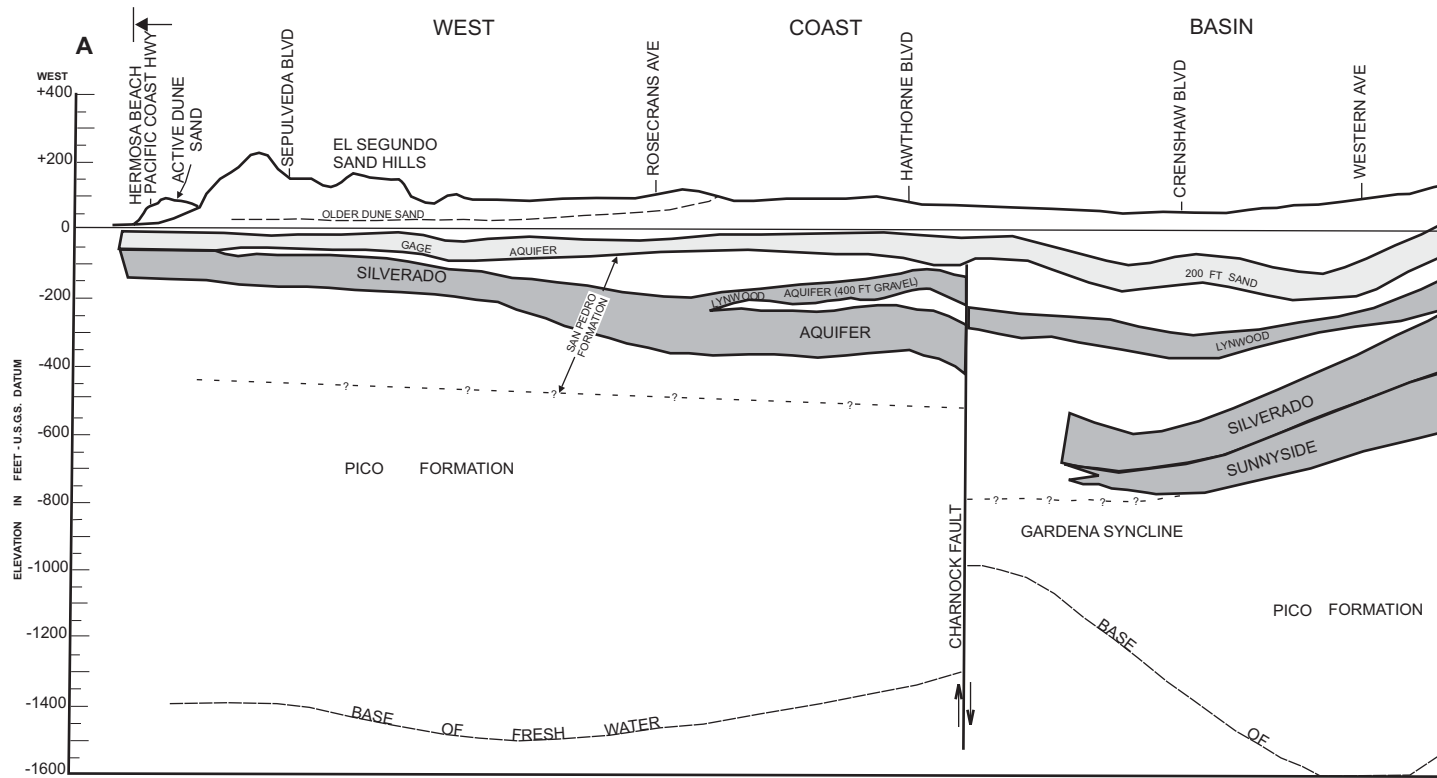 WEST COAST BASIN
A
WEST
HERMOSA BEACH
PACIFIC COAST HWY
ACTIVE DUNE
SAND
SEPULVEDA BLVD
EL SEGUNDO
SAND HILLS
ROSECRANS AVE
HAWTHORNE BLVD
CRENSHAW BLVD
WESTERN AVE
OLDER DUNE SAND
+400
+200
0
-200
-400
-600
-800
-1000
-1200
-1400
-1600
ELEVATION IN FEET - U.S.G.S. DATUM
GAGE AQUIFER
200 FT SAND
SILVERADO
LYNWOOD AQUIFER (400 FT GRAVEL)
AQUIFER
LYNWOOD
SAN PEDRO
FORMATION
? ? ? ? ?
SILVERADO
SUNNYSIDE
? ? ? ?
PICO FORMATION
GARDENA SYNCLINE
CHARNOCK FAULT
PICO FORMATION
BASE OF FRESH WATER
BASE OF